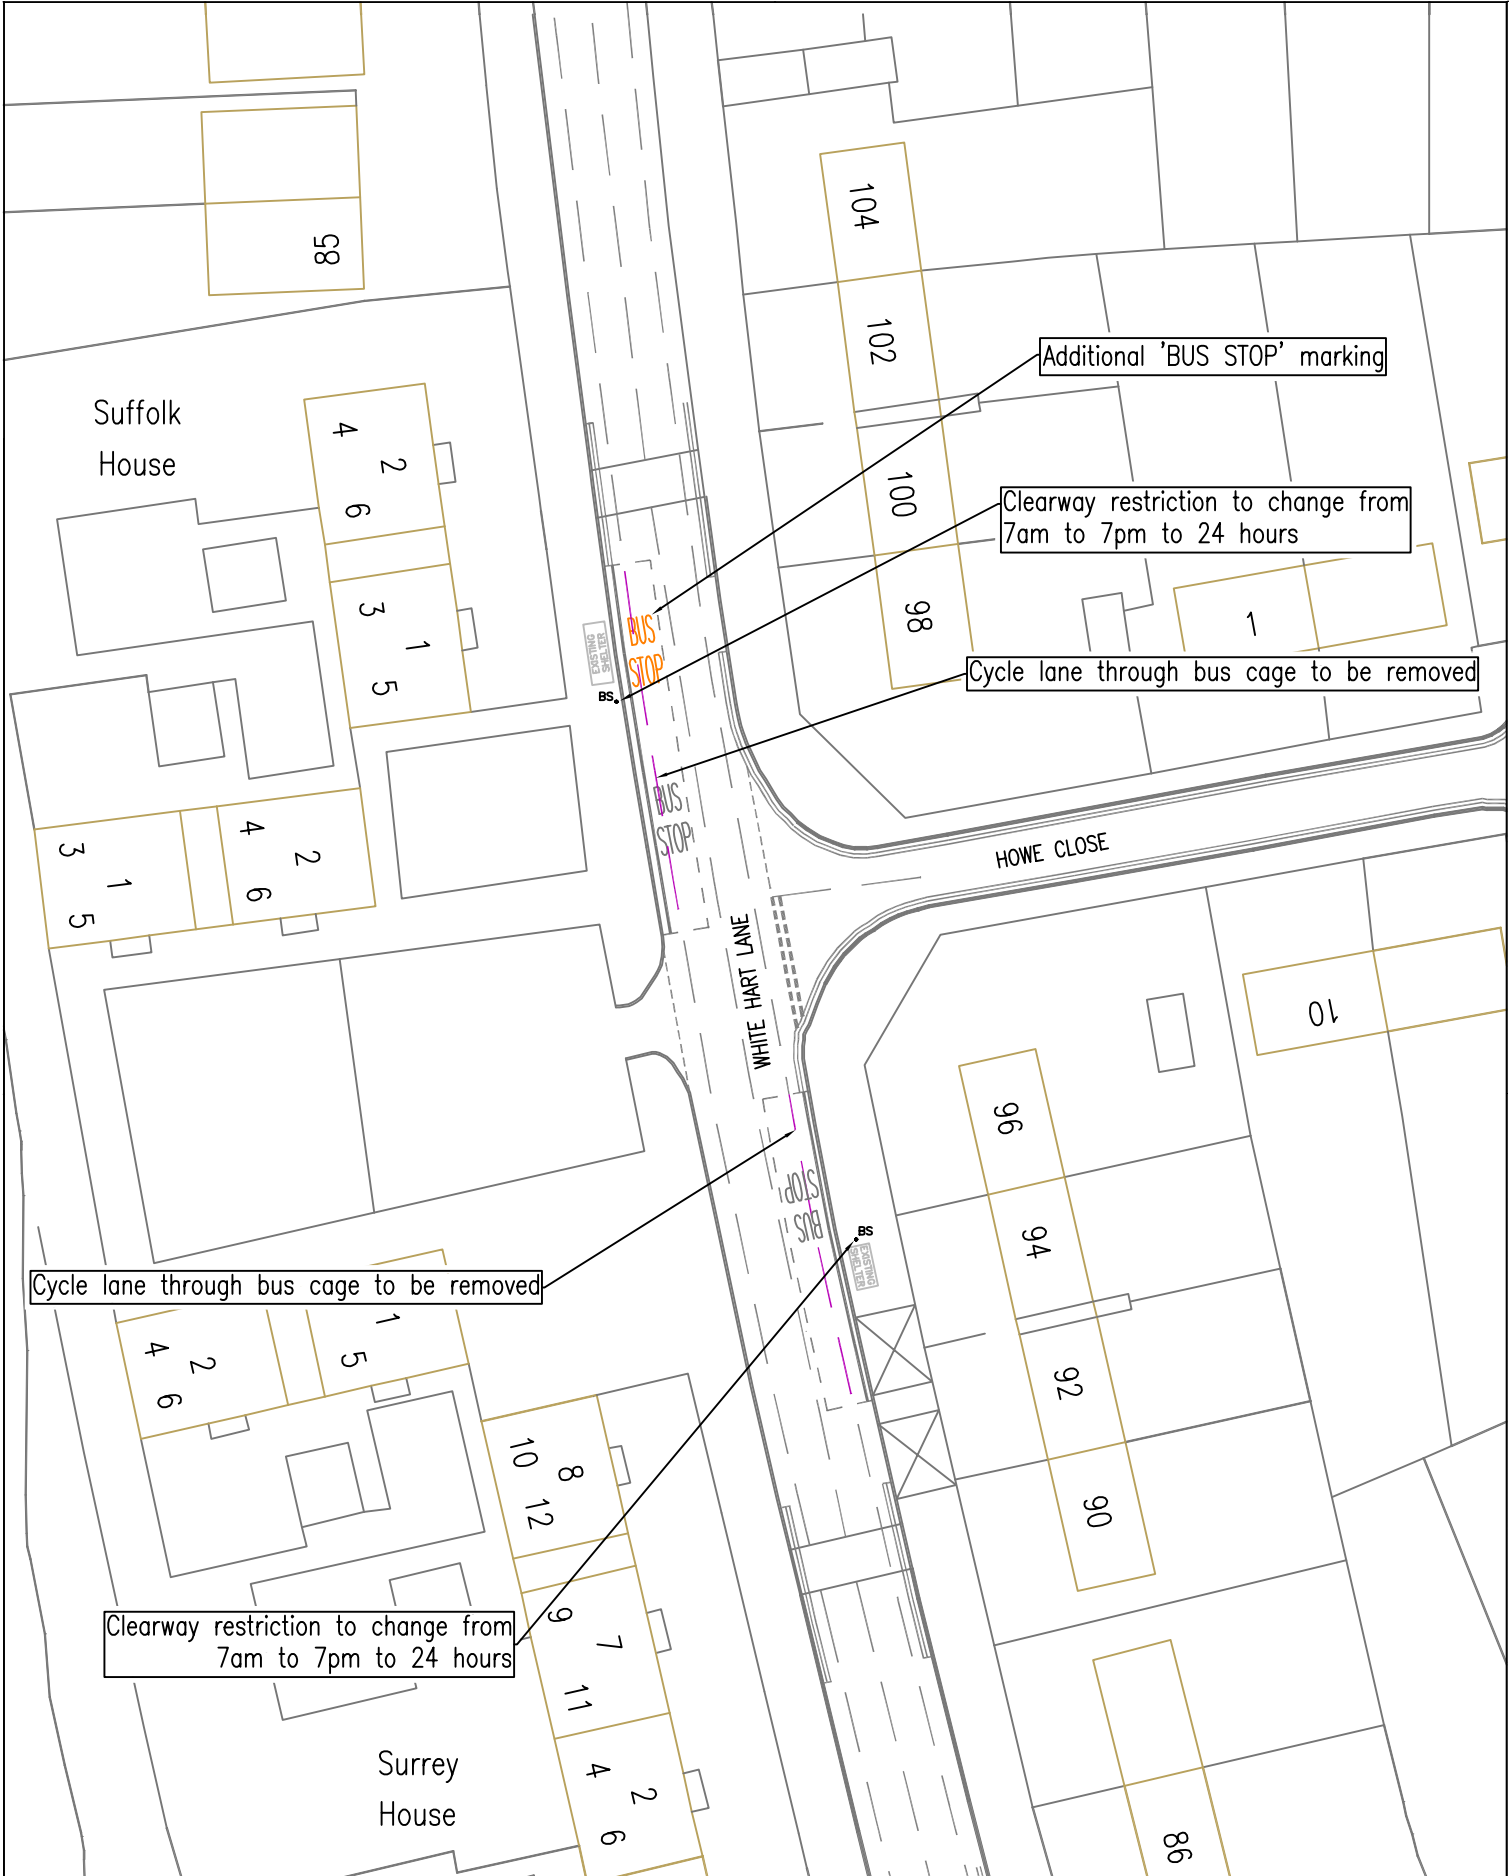 85
104
102
Additional 'BUS STOP' marking
Suffolk
House
4
2
6
100
Clearway restriction to change from
7am to 7pm to 24 hours
3
1
5
98
1
BUS
STOP
EXISTING
SHELTER
BS
Cycle lane through bus cage to be removed
BUS
STOP
HOWE CLOSE
3
1
5
4
2
6
WHITE HART LANE
10
96
BUS
STOP
BS
EXISTING
SHELTER
94
Cycle lane through bus cage to be removed
4
2
6
1
5
92
10
8
12
90
Clearway restriction to change from
7am to 7pm to 24 hours
9
7
11
Surrey
House
4
2
6
86